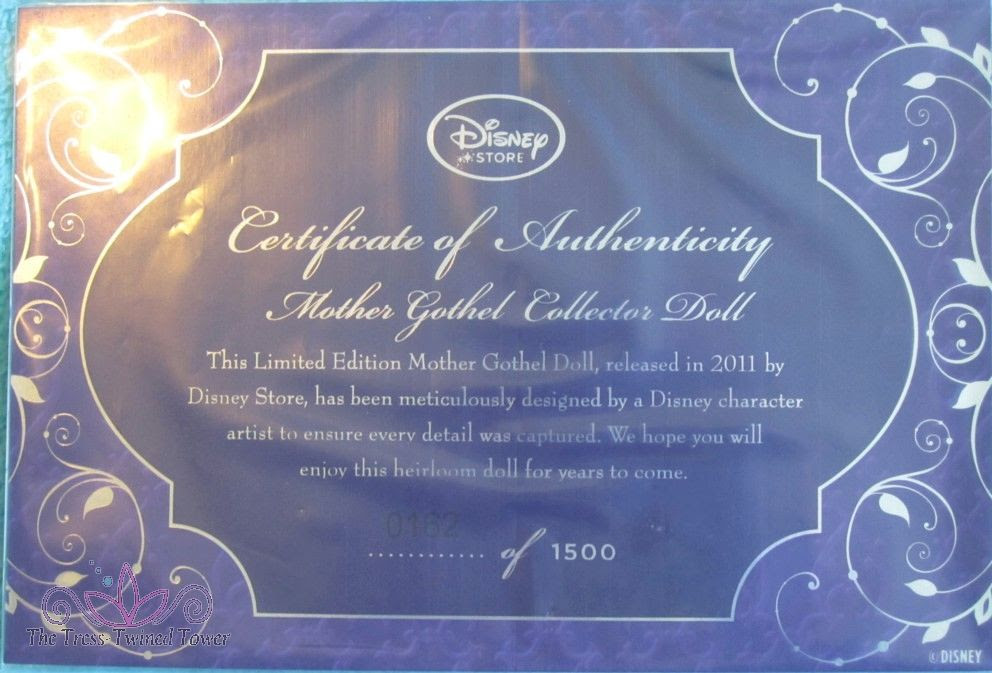 Disney
STORE
Certificate of Authenticity
Mother Gothel Collector Doll
This Limited Edition Mother Gothel Doll, released in 2011 by
Disney Store, has been meticulously designed by a Disney character
artist to ensure every detail was captured. We hope you will
enjoy this heirloom doll for years to come.
0162
............ of 1500
The Tress-Twined Tower
© DISNEY